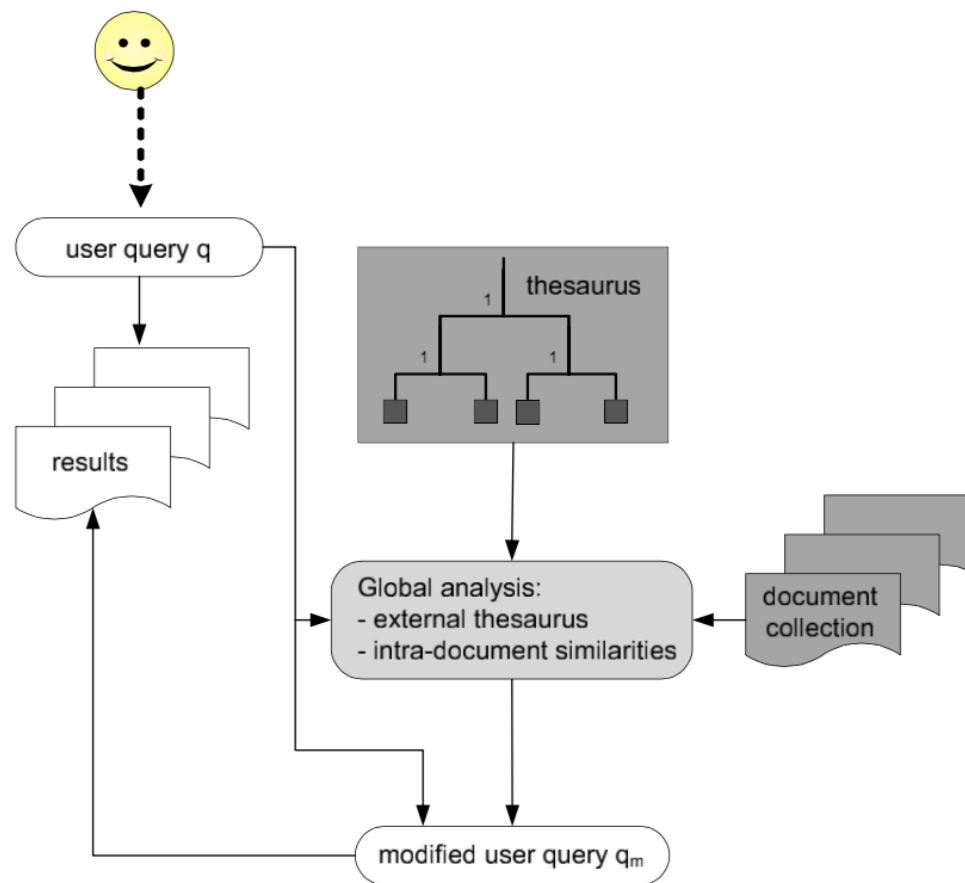 user query q
thesaurus
1
1
1
results
Global analysis:
- external thesaurus
- intra-document similarities
document
collection
modified user query qₘ